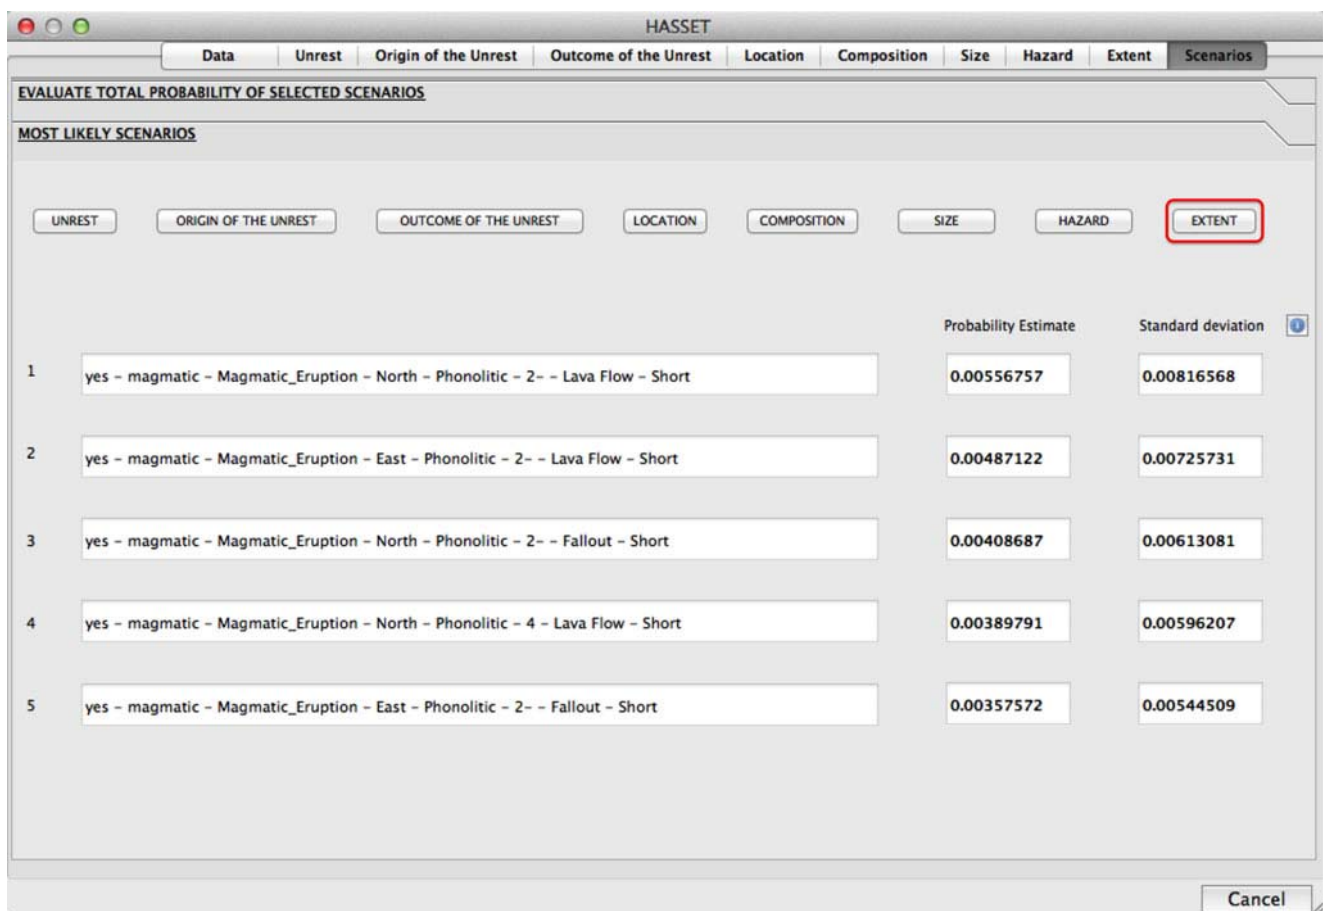 HASSET
Data Unrest Origin of the Unrest Outcome of the Unrest Location Composition Size Hazard Extent Scenarios
EVALUATE TOTAL PROBABILITY OF SELECTED SCENARIOS
MOST LIKELY SCENARIOS
UNREST ORIGIN OF THE UNREST OUTCOME OF THE UNREST LOCATION COMPOSITION SIZE HAZARD EXTENT
Probability Estimate Standard deviation
1 yes - magmatic - Magmatic_Eruption - North - Phonolitic - 2- - Lava Flow - Short 0.00556757 0.00816568
2 yes - magmatic - Magmatic_Eruption - East - Phonolitic - 2- - Lava Flow - Short 0.00487122 0.00725731
3 yes - magmatic - Magmatic_Eruption - North - Phonolitic - 2- - Fallout - Short 0.00408687 0.00613081
4 yes - magmatic - Magmatic_Eruption - North - Phonolitic - 4 - Lava Flow - Short 0.00389791 0.00596207
5 yes - magmatic - Magmatic_Eruption - East - Phonolitic - 2- - Fallout - Short 0.00357572 0.00544509
Cancel